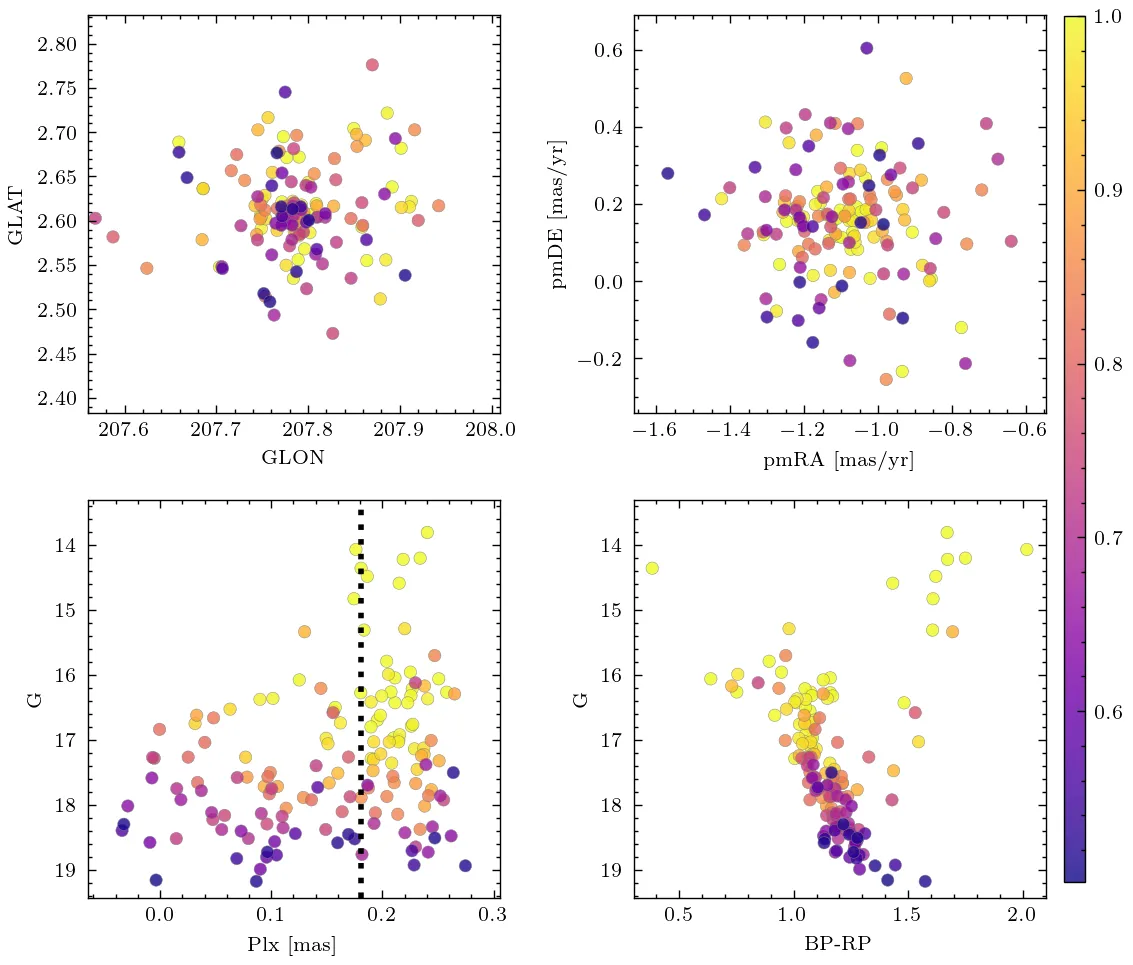 2.80
2.75
2.70
2.65
2.60
2.55
2.50
2.45
2.40
GLAT
207.6 207.7 207.8 207.9 208.0
GLON
0.6
0.4
0.2
0.0
−0.2
pmDE [mas/yr]
−1.6 −1.4 −1.2 −1.0 −0.8 −0.6
pmRA [mas/yr]
1.0
0.9
0.8
0.7
0.6
14
15
16
17
18
19
G
0.0 0.1 0.2 0.3
Plx [mas]
14
15
16
17
18
19
G
0.5 1.0 1.5 2.0
BP-RP